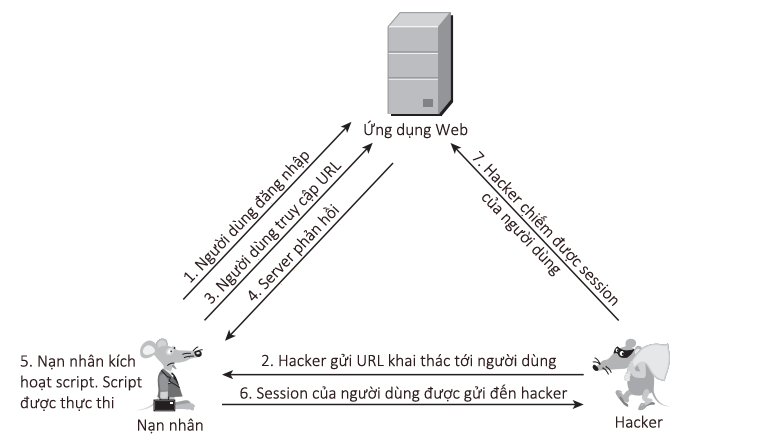 Ứng dụng Web
1. Người dùng đăng nhập
3. Người dùng truy cập URL
4. Server phản hồi
7. Hacker chiếm được session
của người dùng
5. Nạn nhân kích
hoạt script. Script
được thực thi
2. Hacker gửi URL khai thác tới người dùng
6. Session của người dùng được gửi đến hacker
Nạn nhân
Hacker